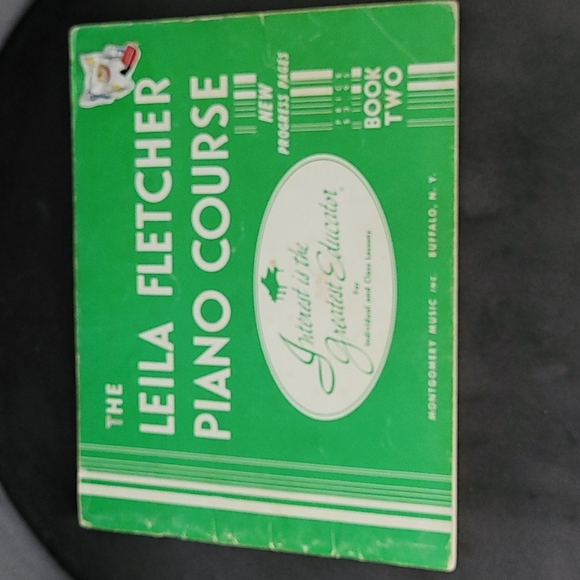 THE
LEILA FLETCHER
PIANO COURSE
NEW
PROGRESS PAGES
BOOK
TWO
Interest is the
Greatest Educator
For
Individual and Class Lessons
MONTGOMERY MUSIC INC. BUFFALO, N. Y.